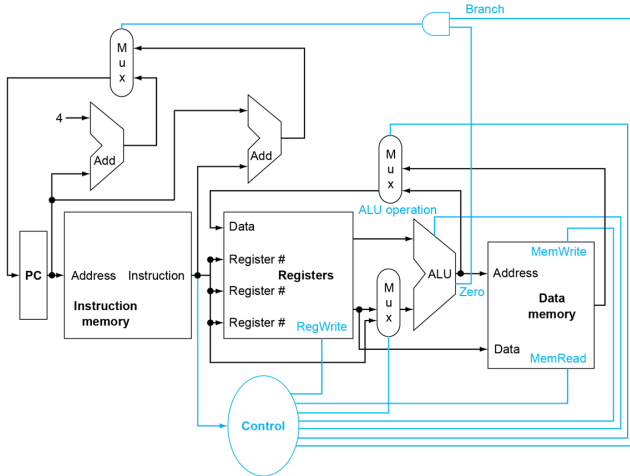 Branch
M
u
x
4
Add
Add
M
u
x
ALU operation
Data
MemWrite
PC
Address
Instruction
Register #
Registers
ALU
Address
M
u
x
Zero
Instruction
memory
Register #
Data
memory
Register #
RegWrite
Data
MemRead
Control